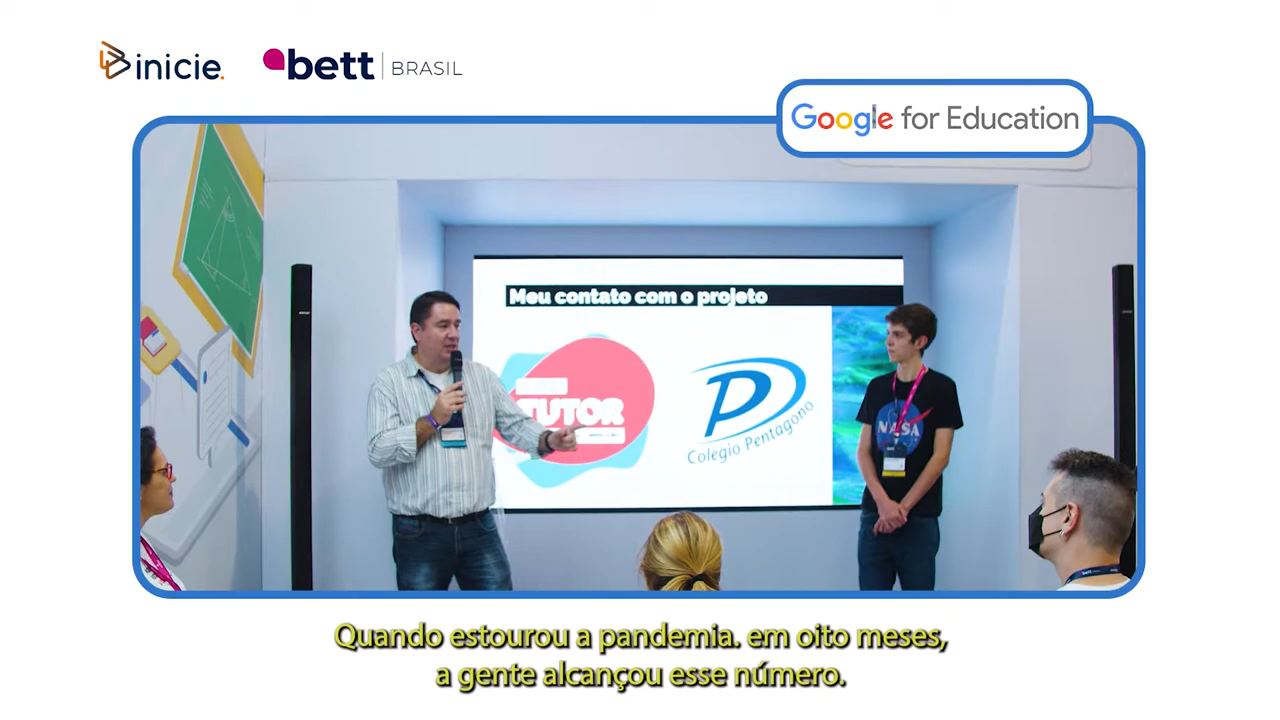 inicie.
bett BRASIL
Google for Education
Meu contato com o projeto
TUTOR
Colegio Pentagono
NASA
bett
Quando estourou a pandemia. em oito meses,
a gente alcançou esse número.